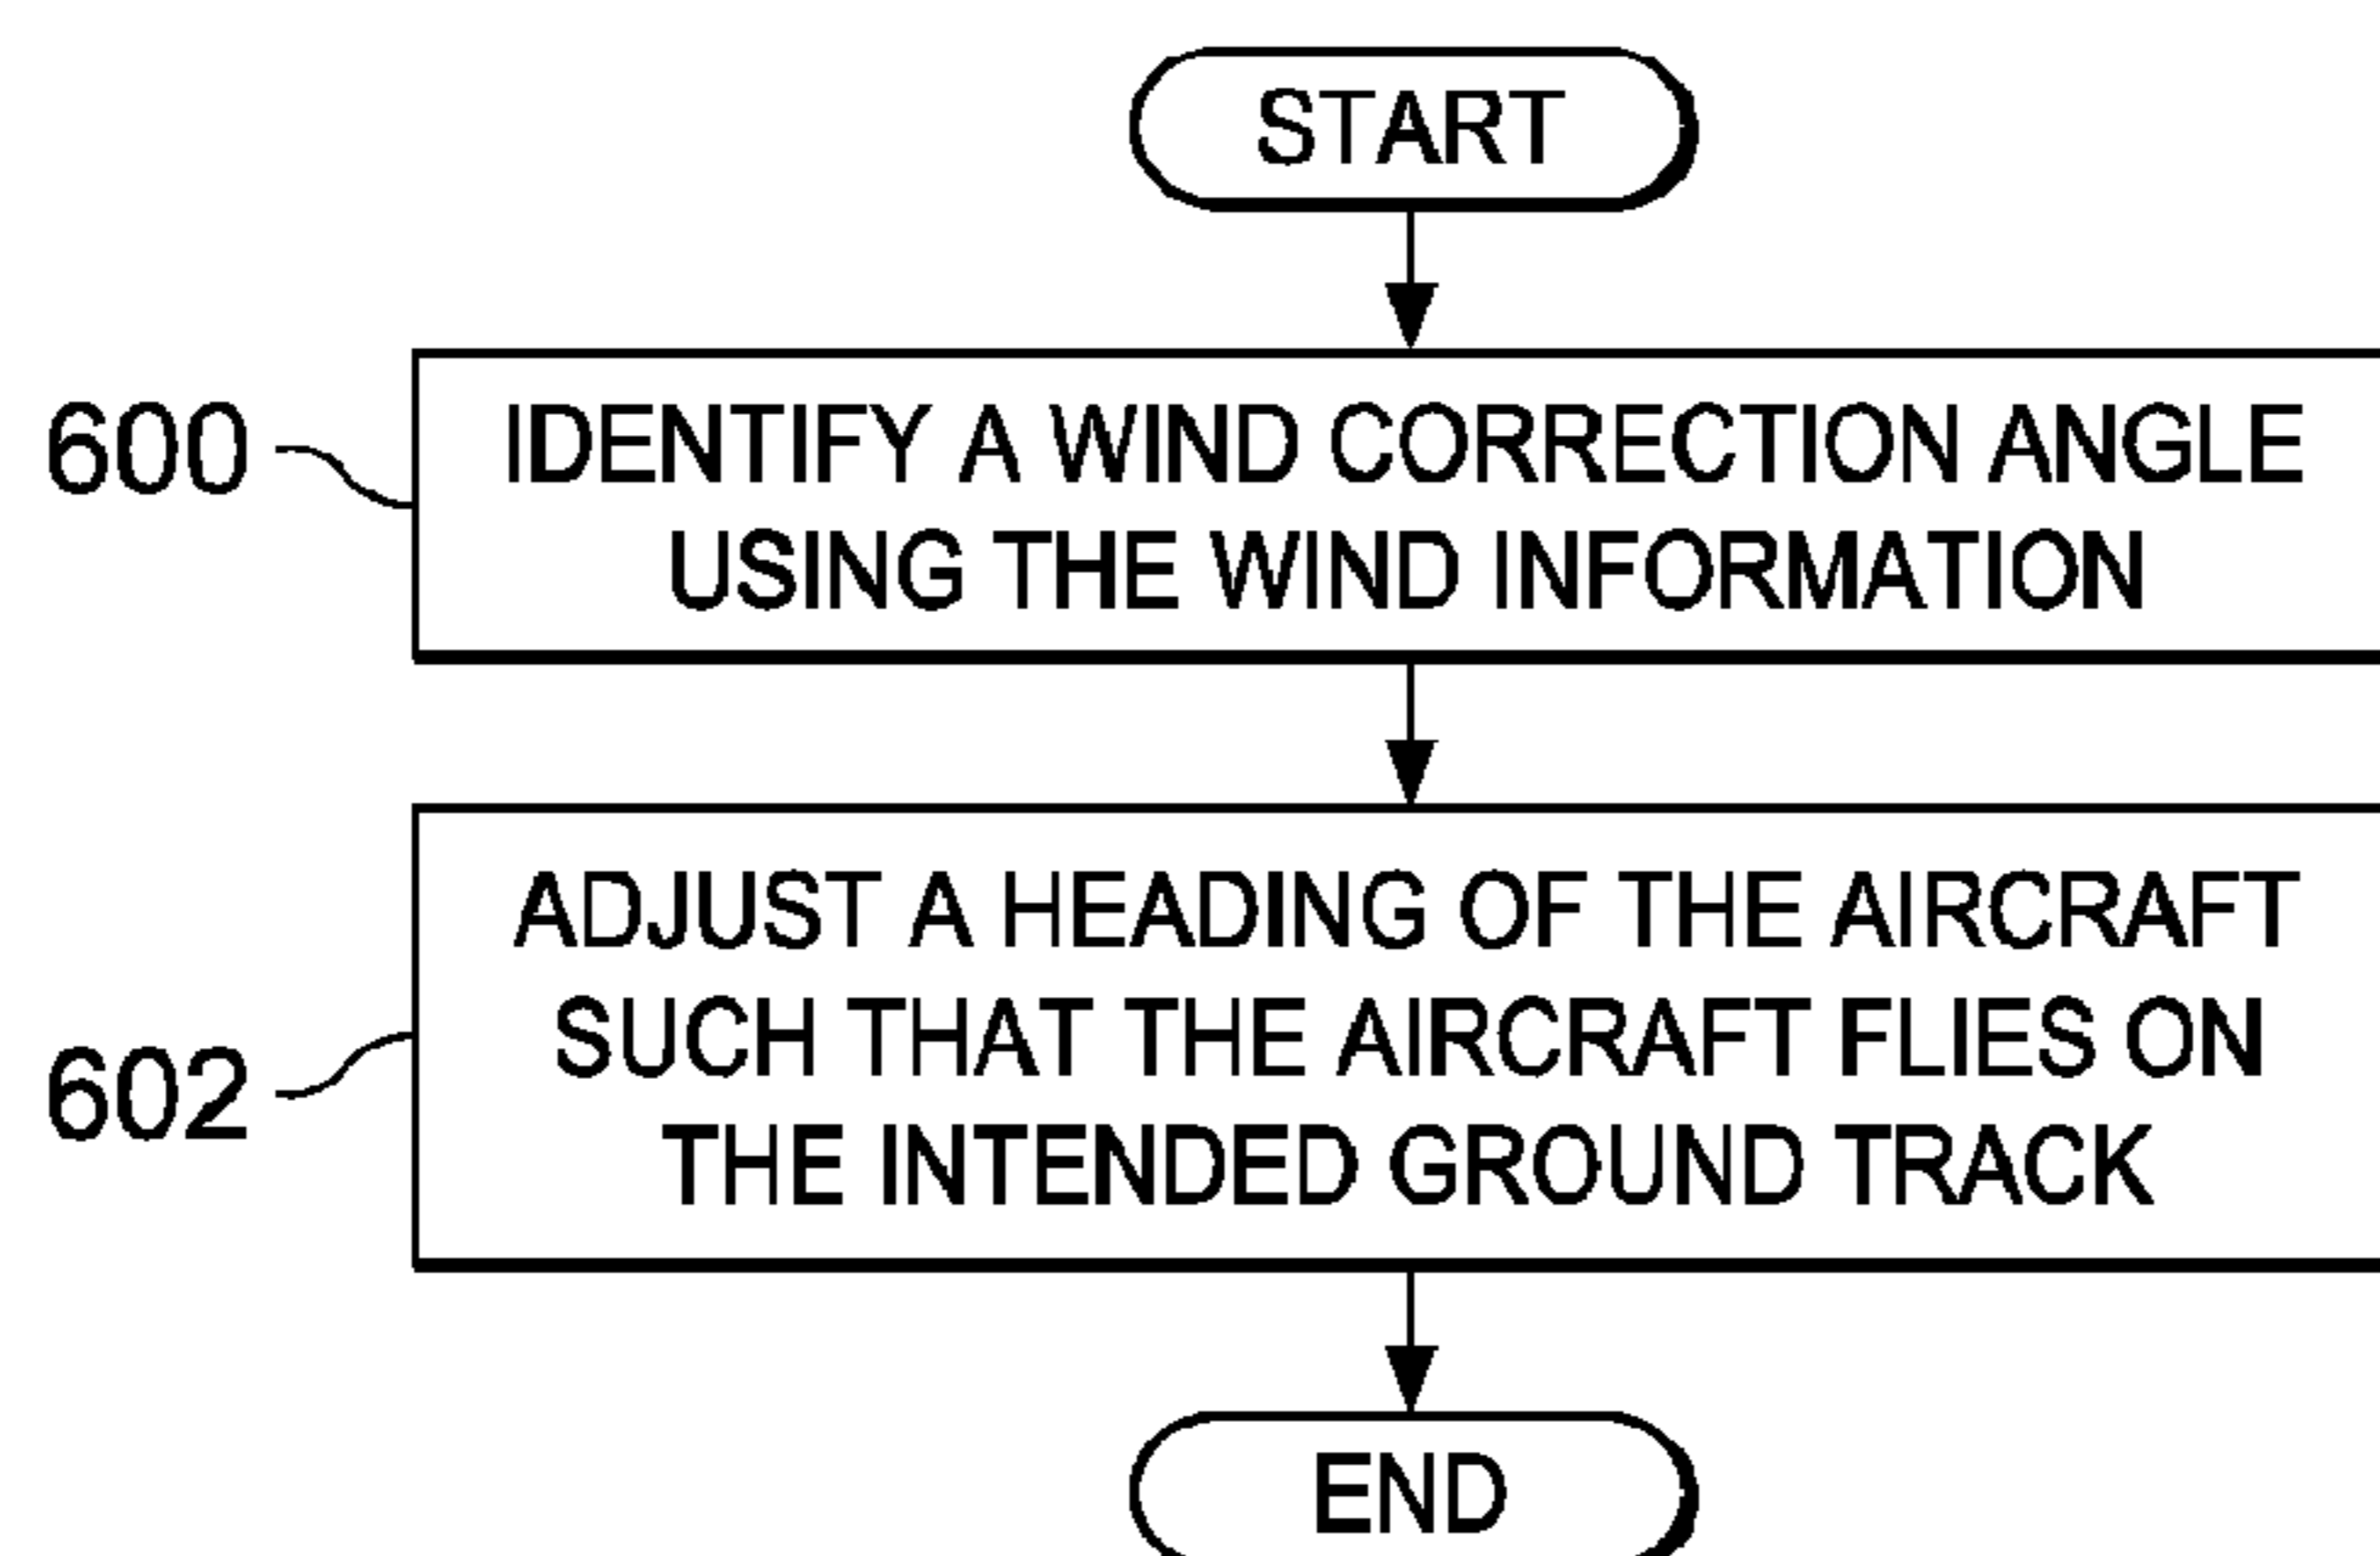 START
600
IDENTIFY A WIND CORRECTION ANGLE
USING THE WIND INFORMATION
602
ADJUST A HEADING OF THE AIRCRAFT
SUCH THAT THE AIRCRAFT FLIES ON
THE INTENDED GROUND TRACK
END